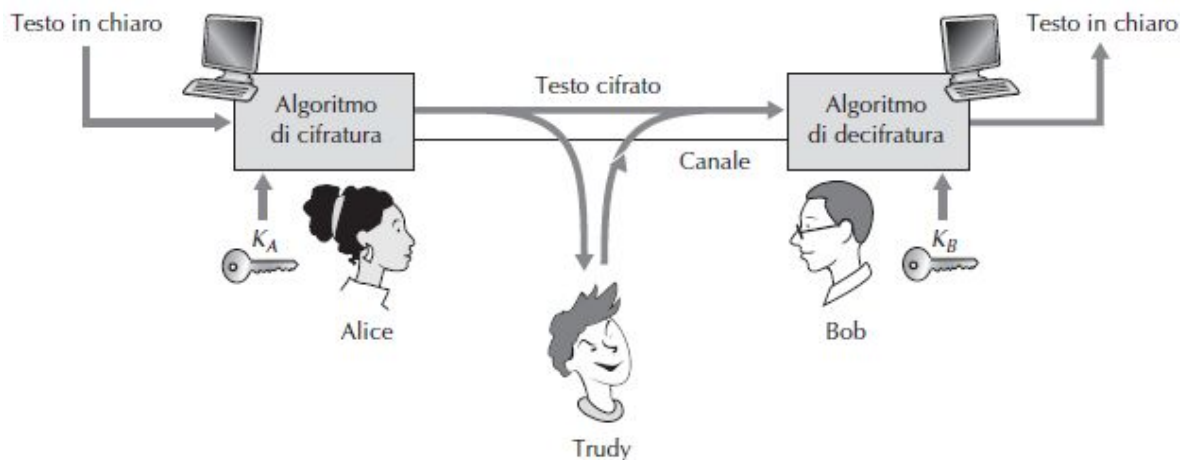 Testo in chiaro
Testo in chiaro
Algoritmo
di cifratura
Testo cifrato
Algoritmo
di decifratura
Canale
K_A
K_B
Alice
Bob
Trudy